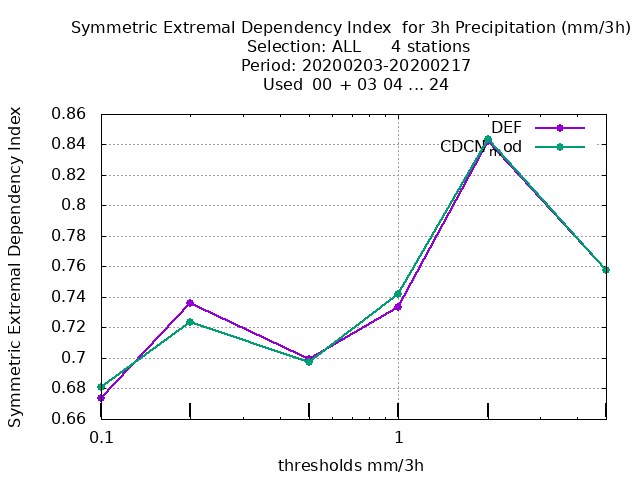 Symmetric Extremal Dependency Index  for 3h Precipitation (mm/3h)
Selection: ALL      4 stations
Period: 20200203-20200217
Used  00 + 03 04 ... 24
Symmetric Extremal Dependency Index
0.86
0.84
0.82
0.8
0.78
0.76
0.74
0.72
0.7
0.68
0.66
DEF
CDCN_mod
0.1
1
thresholds mm/3h